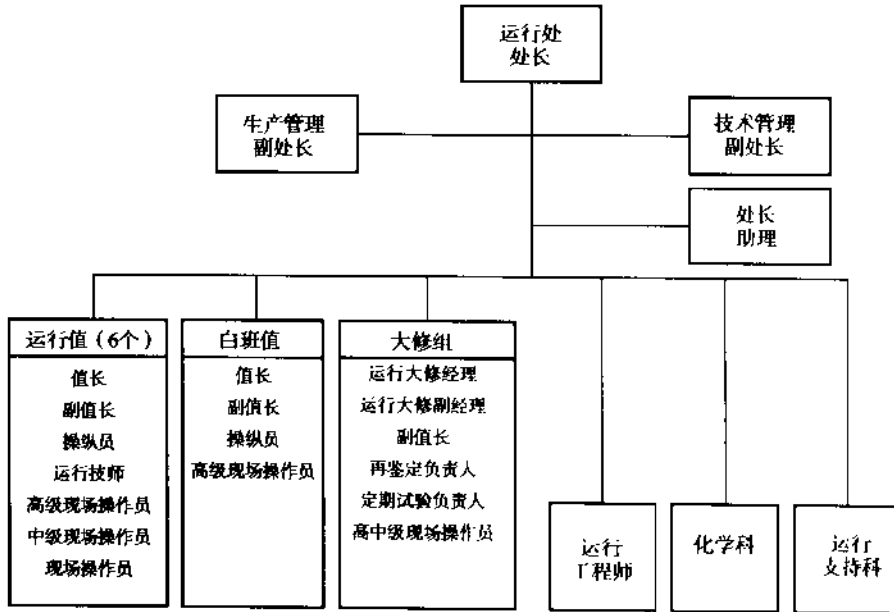 运行处
处长
生产管理
副处长
技术管理
副处长
处长
助理
运行值（6个）
值长
副值长
操纵员
运行技师
高级现场操作员
中级现场操作员
现场操作员
白班值
值长
副值长
操纵员
高级现场操作员
大修组
运行大修经理
运行大修副经理
副值长
再鉴定负责人
定期试验负责人
高中级现场操作员
运行
工程师
化学科
运行
支持科